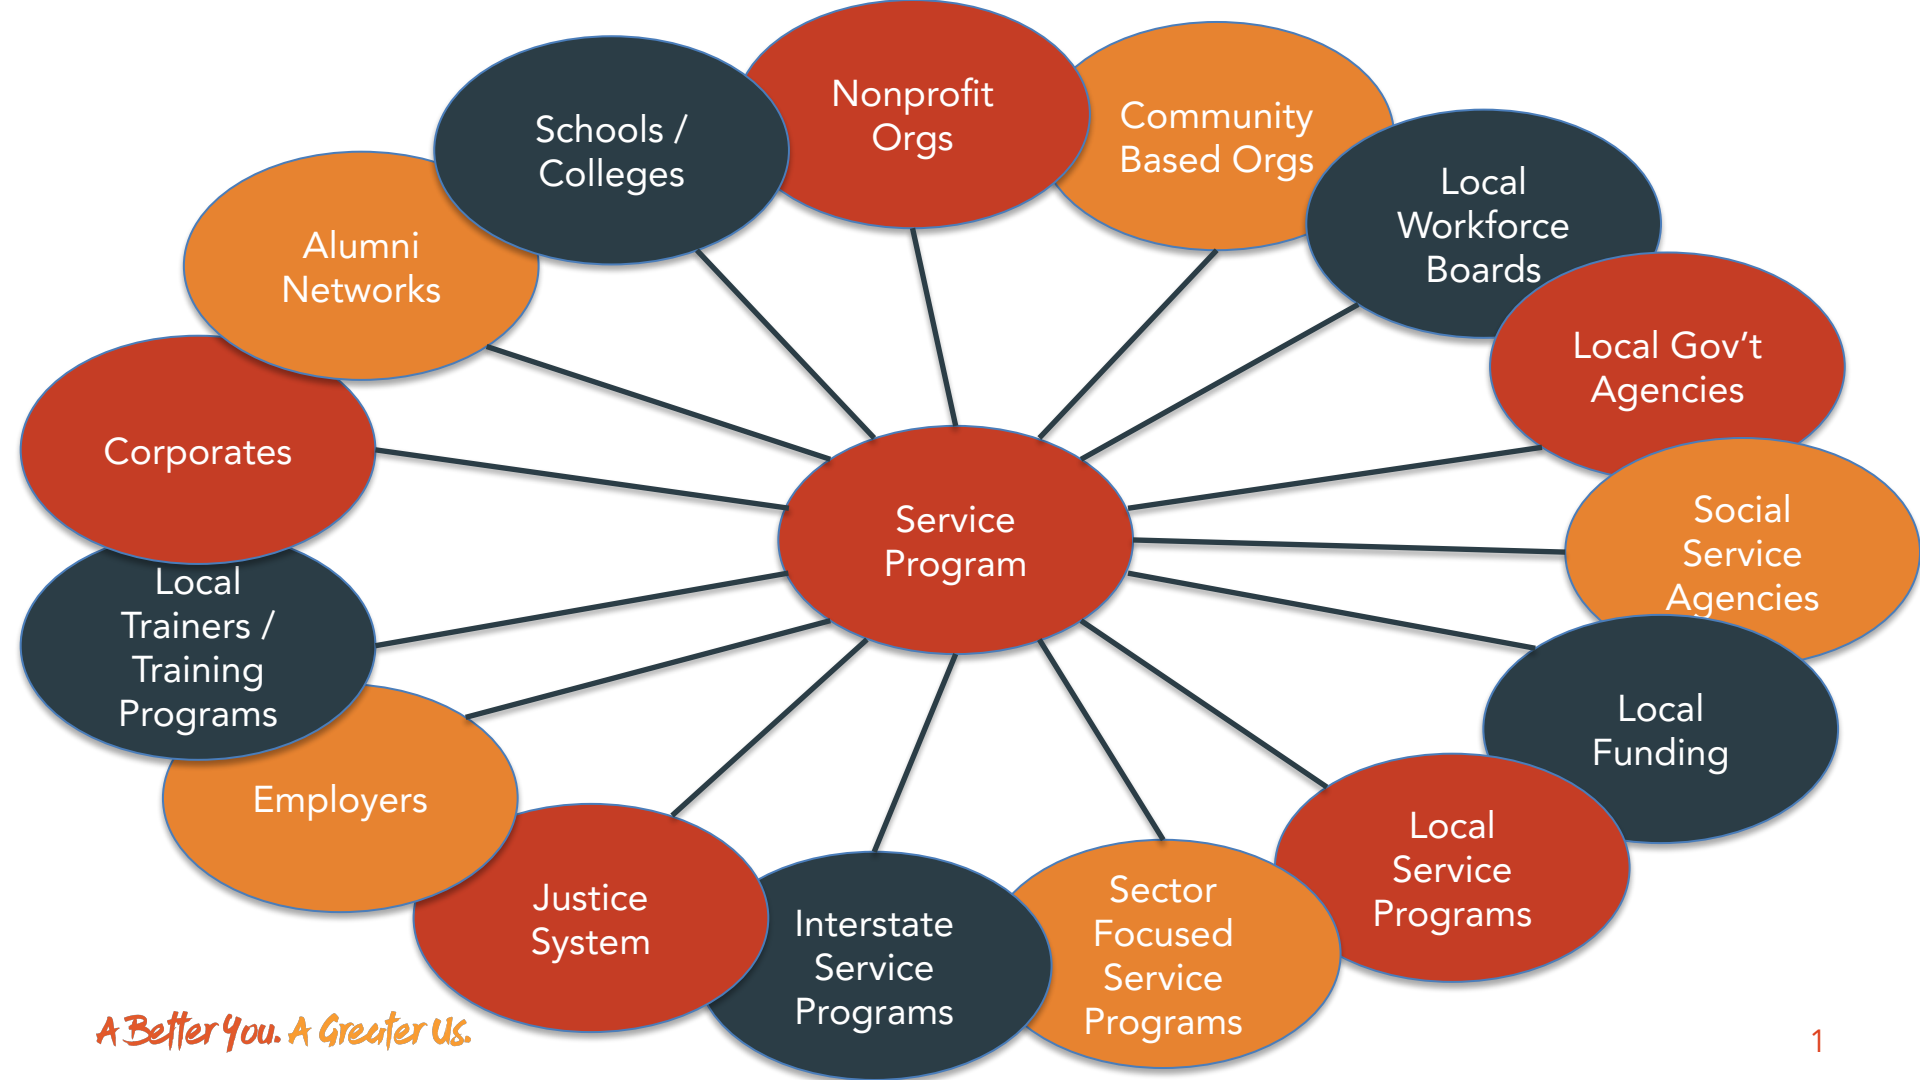 Nonprofit
Orgs
Community
Based Orgs
Local
Workforce
Boards
Local Gov’t
Agencies
Social
Service
Agencies
Local
Funding
Local
Service
Programs
Sector
Focused
Service
Programs
Interstate
Service
Programs
Justice
System
Employers
Local
Trainers /
Training
Programs
Corporates
Alumni
Networks
Schools /
Colleges
Service
Program
A Better You. A Greater Us.
1